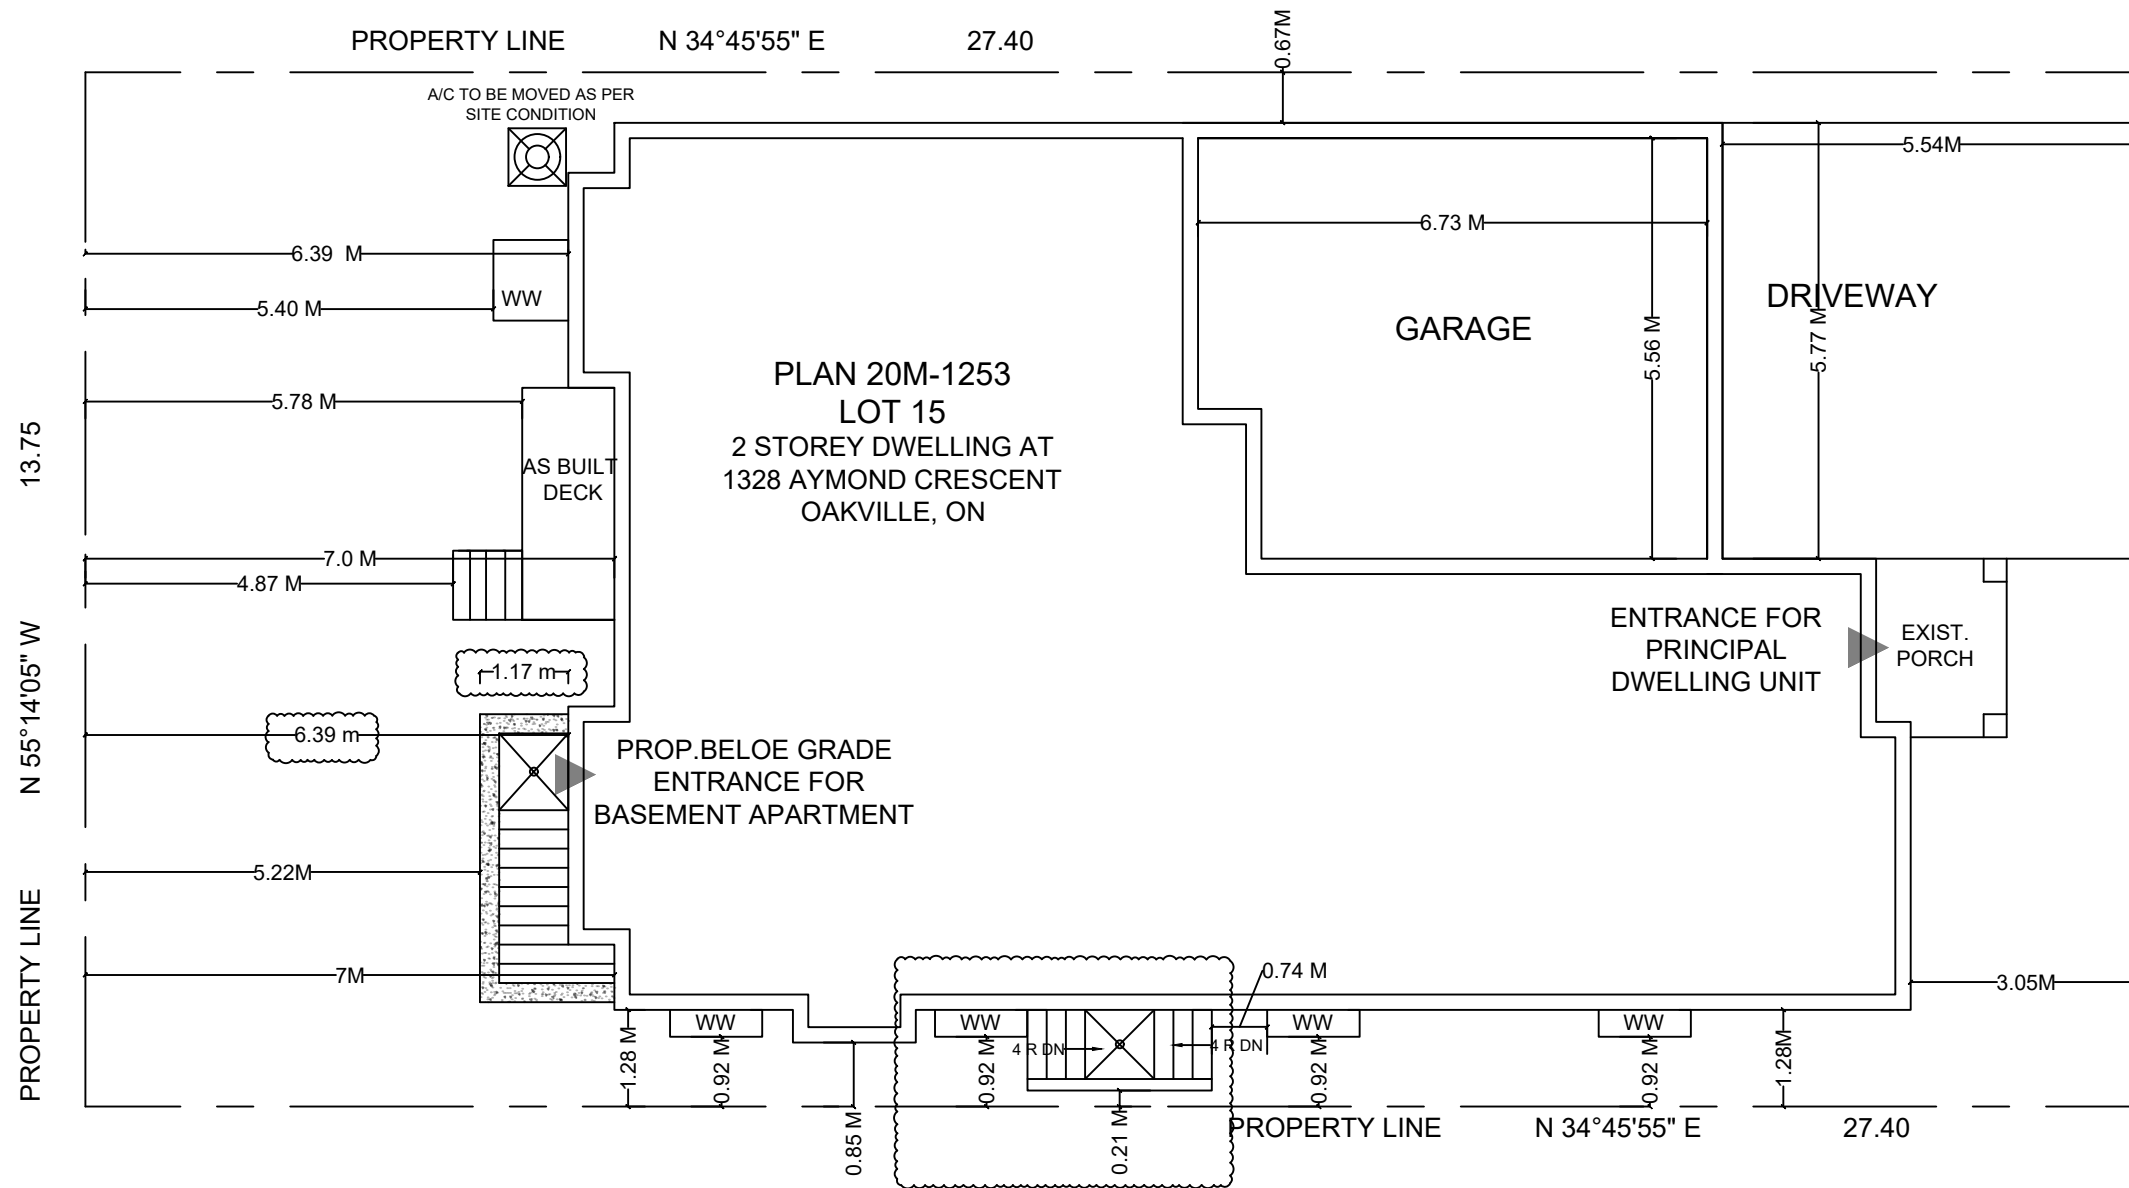 PROPERTY LINE N 34°45'55" E 27.40
0.67M
A/C TO BE MOVED AS PER
SITE CONDITION
5.54M
6.73 M
6.39 M
WW
5.40 M
DRIVEWAY
GARAGE
5.56 M
5.77 M
PLAN 20M-1253
LOT 15
2 STOREY DWELLING AT
1328 AYMOND CRESCENT
OAKVILLE, ON
5.78 M
13.75
AS BUILT
DECK
7.0 M
4.87 M
ENTRANCE FOR
PRINCIPAL
DWELLING UNIT
EXIST.
PORCH
1.17 m
N 55°14'05" W
6.39 m
PROP.BELOE GRADE
ENTRANCE FOR
BASEMENT APARTMENT
5.22M
PROPERTY LINE
7M
0.74 M
3.05M
WW
WW
WW
WW
4 R DN
4 R DN
1.28 M
0.92 M
0.92 M
0.92 M
0.92 M
1.28M
0.85 M
0.21 M
PROPERTY LINE N 34°45'55" E 27.40